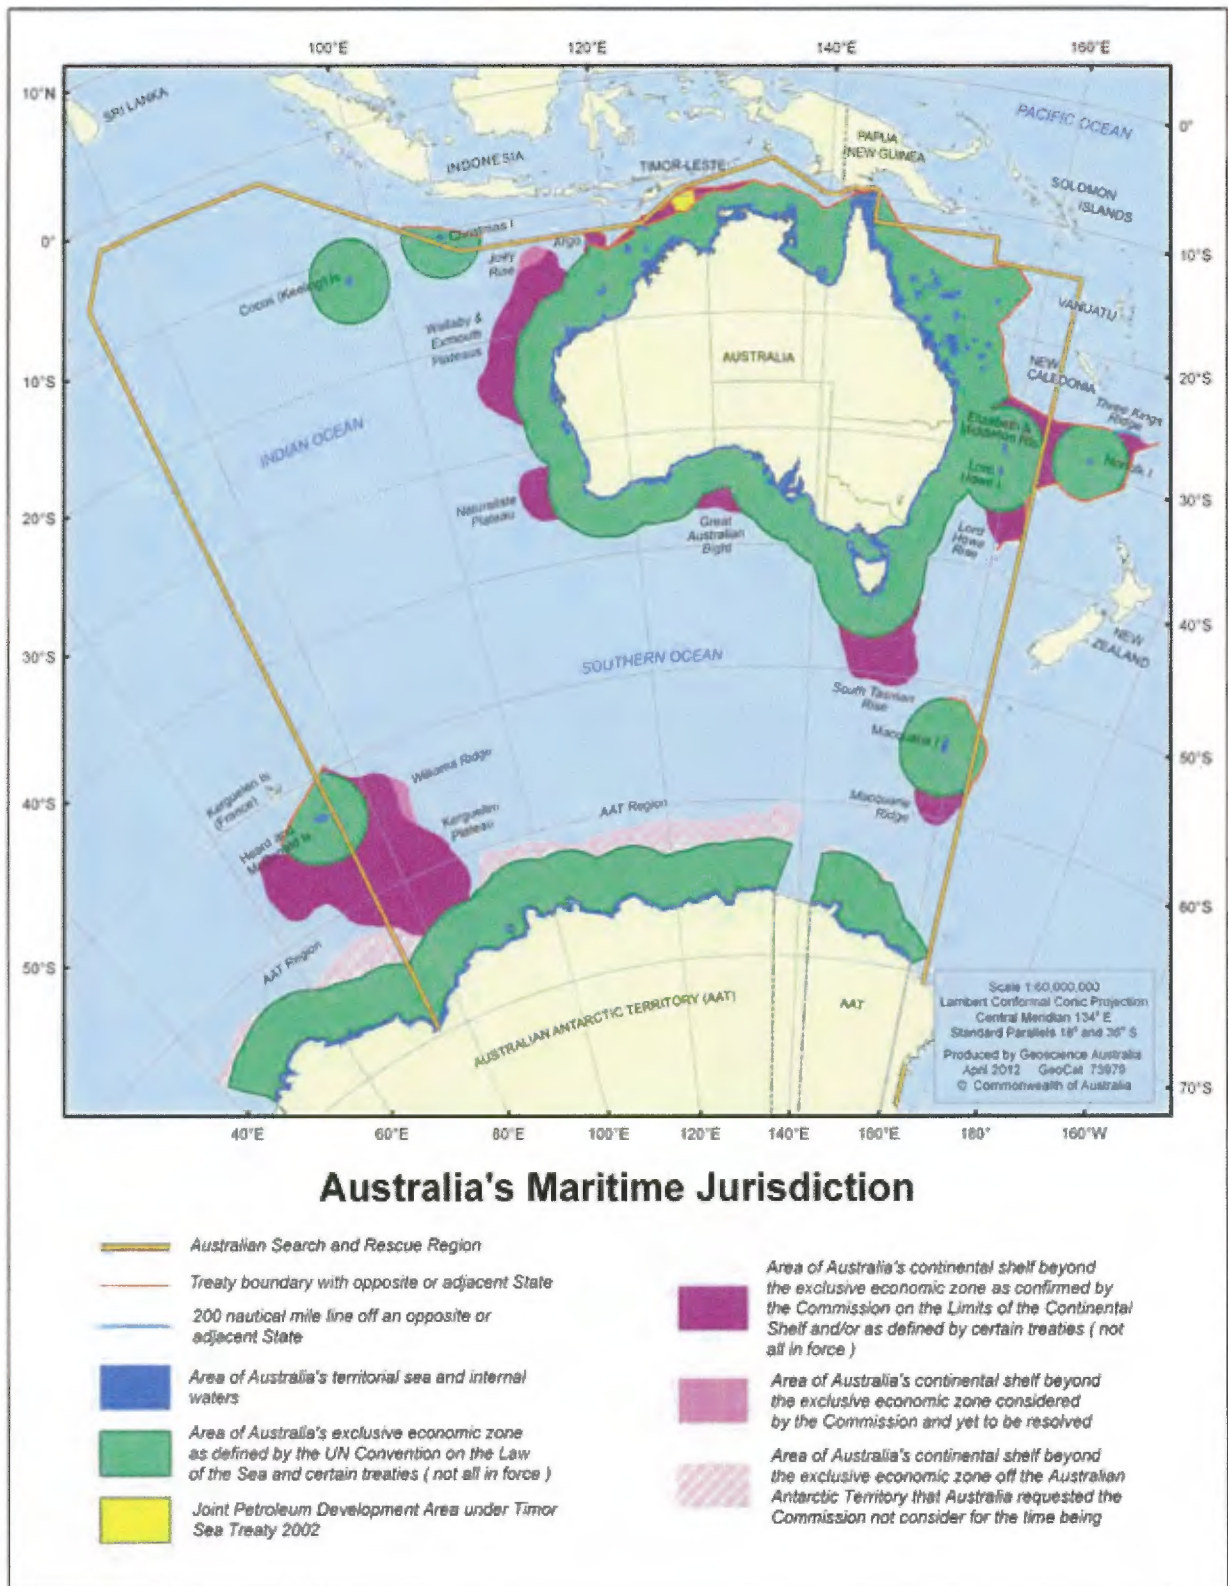 100°E
120°E
140°E
160°E
10°N
SRI LANKA
PACIFIC OCEAN
0°
PAPUA
NEW GUINEA
INDONESIA
TIMOR-LESTE
SOLOMON
ISLANDS
0°
Christmas I
Argo
10°S
Joey
Rise
Cocos (Keeling) Is
VANUATU
Wallaby &
Exmouth
Plateaus
AUSTRALIA
NEW
CALEDONIA
20°S
10°S
Three Kings
Ridge
Elizabeth &
Middleton Rfs
INDIAN OCEAN
Norfolk I
Lord
Howe I
30°S
Naturaliste
Plateau
20°S
Great
Australian
Bight
Lord
Howe
Rise
40°S
NEW
ZEALAND
30°S
SOUTHERN OCEAN
South Tasman
Rise
Macquarie I
50°S
Williams Ridge
Kerguelen Is
(France)
40°S
Kerguelen
Plateau
AAT Region
Macquarie
Ridge
Heard and
McDonald Is
60°S
AAT Region
50°S
AUSTRALIAN ANTARCTIC TERRITORY (AAT)
AAT
Scale 1:60,000,000
Lambert Conformal Conic Projection
Central Meridian 134° E
Standard Parallels 18° and 36° S
Produced by Geoscience Australia
April 2012 GeoCat 73979
© Commonwealth of Australia
70°S
40°E
60°E
80°E
100°E
120°E
140°E
160°E
180°
160°W
Australia's Maritime Jurisdiction
Australian Search and Rescue Region
Treaty boundary with opposite or adjacent State
200 nautical mile line off an opposite or
adjacent State
Area of Australia's territorial sea and internal
waters
Area of Australia's exclusive economic zone
as defined by the UN Convention on the Law
of the Sea and certain treaties ( not all in force )
Joint Petroleum Development Area under Timor
Sea Treaty 2002
Area of Australia's continental shelf beyond
the exclusive economic zone as confirmed by
the Commission on the Limits of the Continental
Shelf and/or as defined by certain treaties ( not
all in force )
Area of Australia's continental shelf beyond
the exclusive economic zone considered
by the Commission and yet to be resolved
Area of Australia's continental shelf beyond
the exclusive economic zone off the Australian
Antarctic Territory that Australia requested the
Commission not consider for the time being